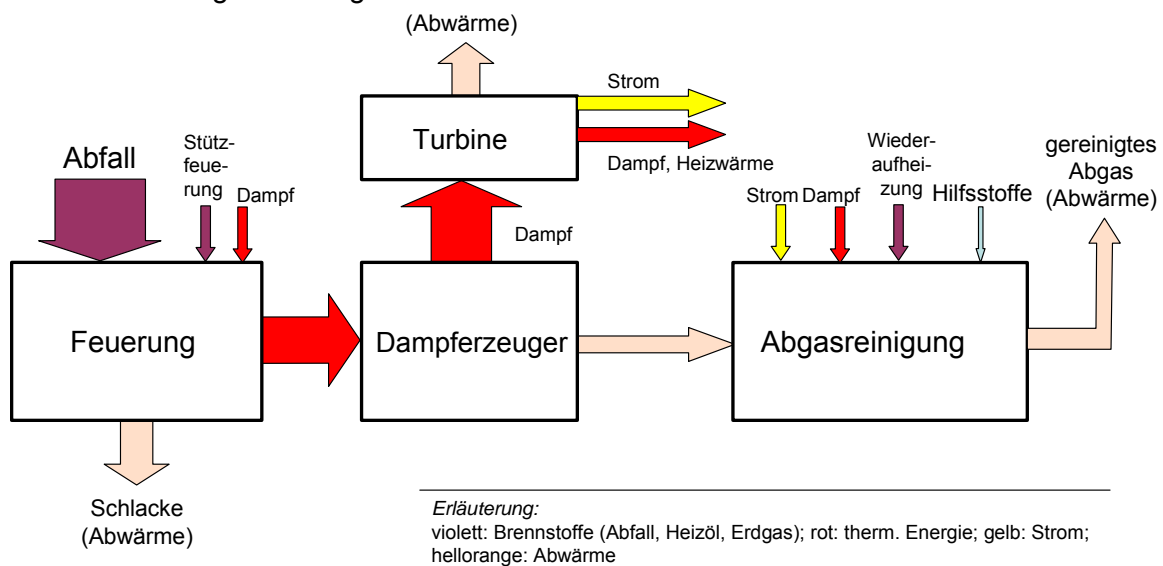 (Abwärme)
Strom
Turbine
Dampf, Heizwärme
Abfall
Stütz-
feue-
rung
Dampf
Dampf
Wieder-
aufhei-
zung
Strom
Dampf
Hilfsstoffe
gereinigtes
Abgas
(Abwärme)
Feuerung
Dampferzeuger
Abgasreinigung
Schlacke
(Abwärme)
Erläuterung:
violett: Brennstoffe (Abfall, Heizöl, Erdgas); rot: therm. Energie; gelb: Strom;
hellorange: Abwärme